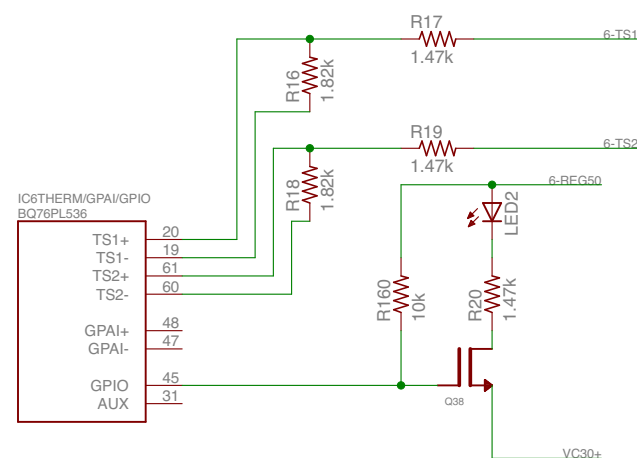 R17
6-TS1
1.47k
R16
1.82k
R19
6-TS2
1.47k
R18
1.82k
6-REG50
IC6THERM/GPAI/GPIO
BQ76PL536
LED2
TS1+ 20
TS1- 19
TS2+ 61
TS2- 60
R160
10k
R20
1.47k
GPAI+ 48
GPAI- 47
GPIO 45
AUX 31
Q38
VC30+